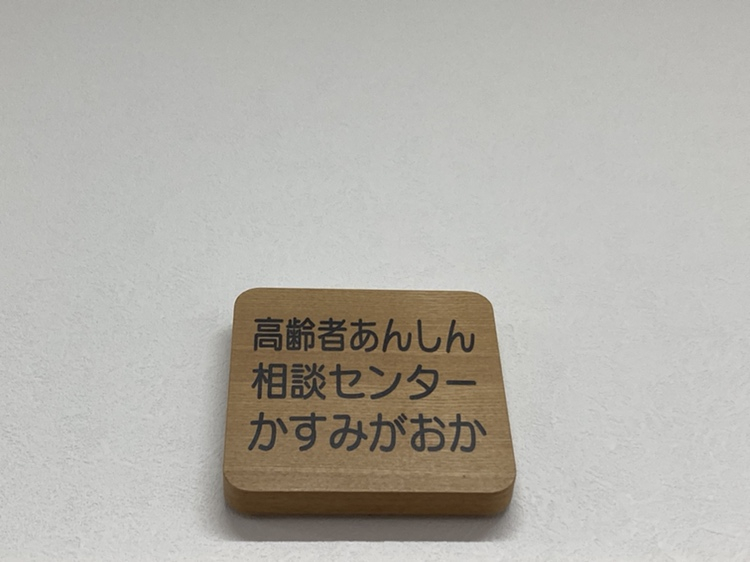 高齢者あんしん
相談センター
かすみがおか